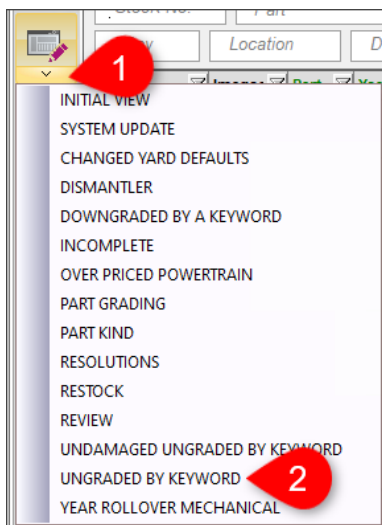 Stock No. Part
Location D
1
Image Part Yea
INITIAL VIEW
SYSTEM UPDATE
CHANGED YARD DEFAULTS
DISMANTLER
DOWNGRADED BY A KEYWORD
INCOMPLETE
OVER PRICED POWERTRAIN
PART GRADING
PART KIND
RESOLUTIONS
RESTOCK
REVIEW
UNDAMAGED UNGRADED BY KEYWORD
UNGRADED BY KEYWORD 2
YEAR ROLLOVER MECHANICAL